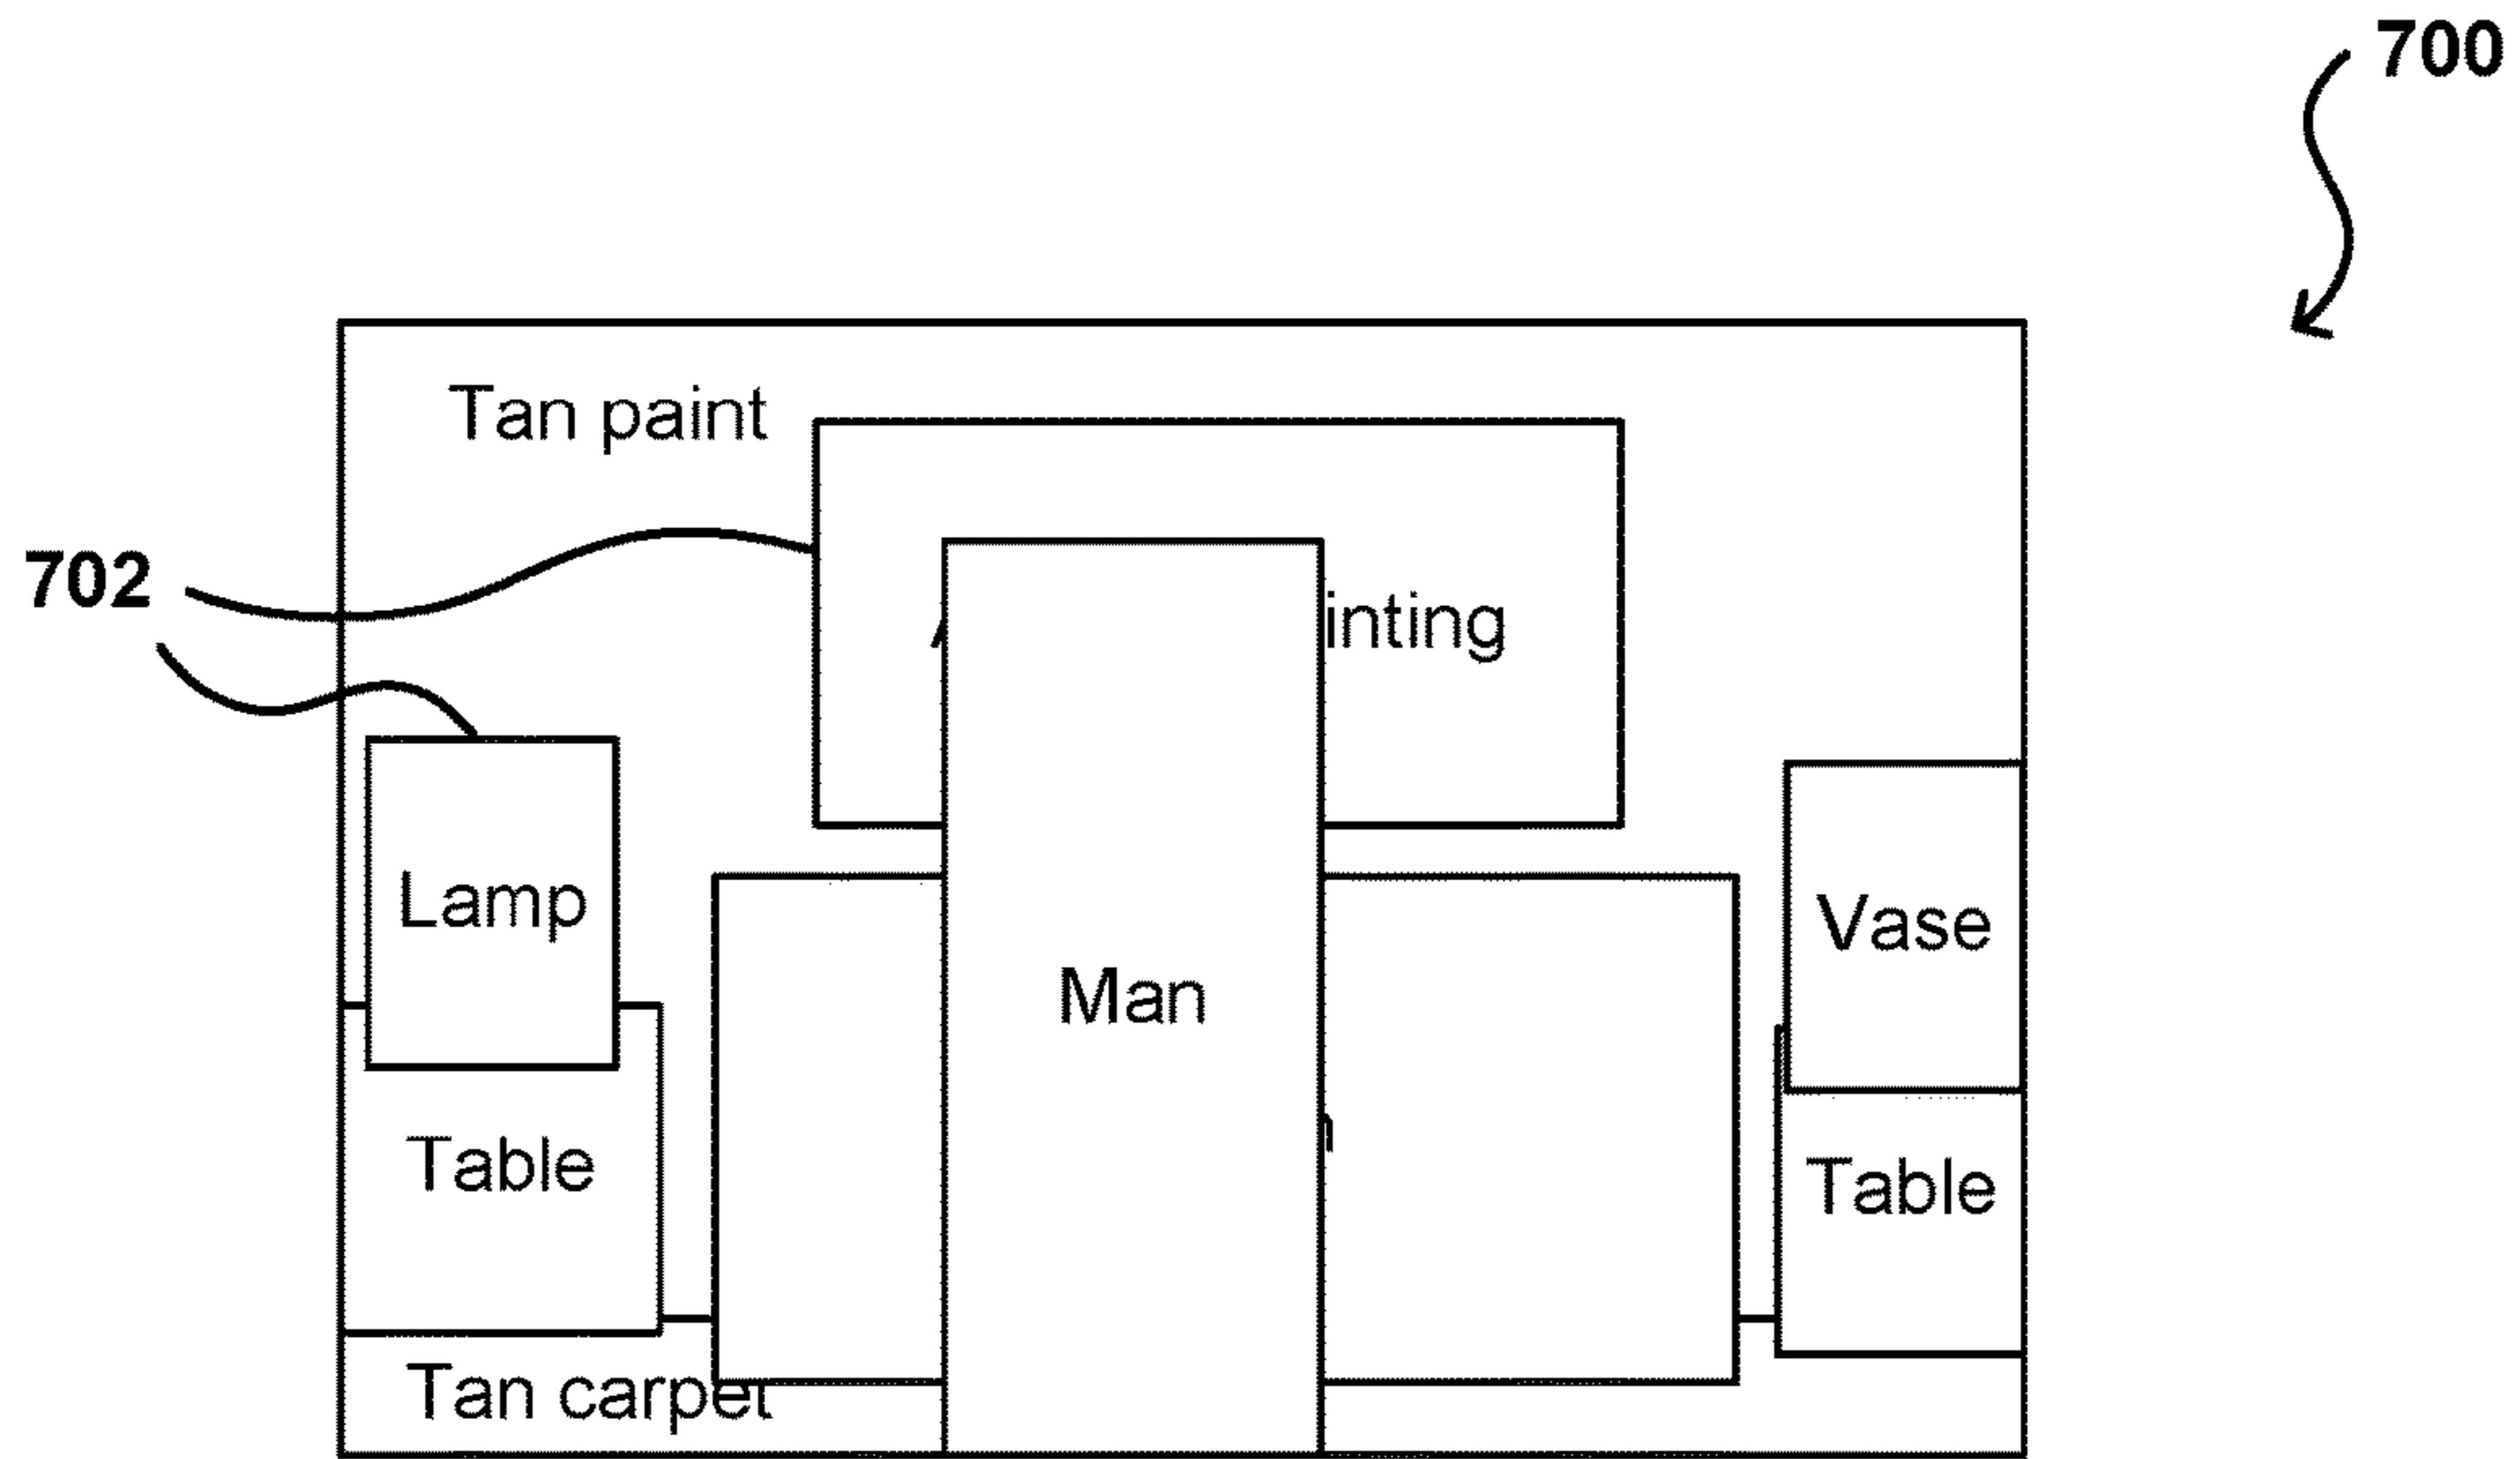 700
Tan paint
702
inting
Lamp
Vase
Man
Table
Table
Tan carpet